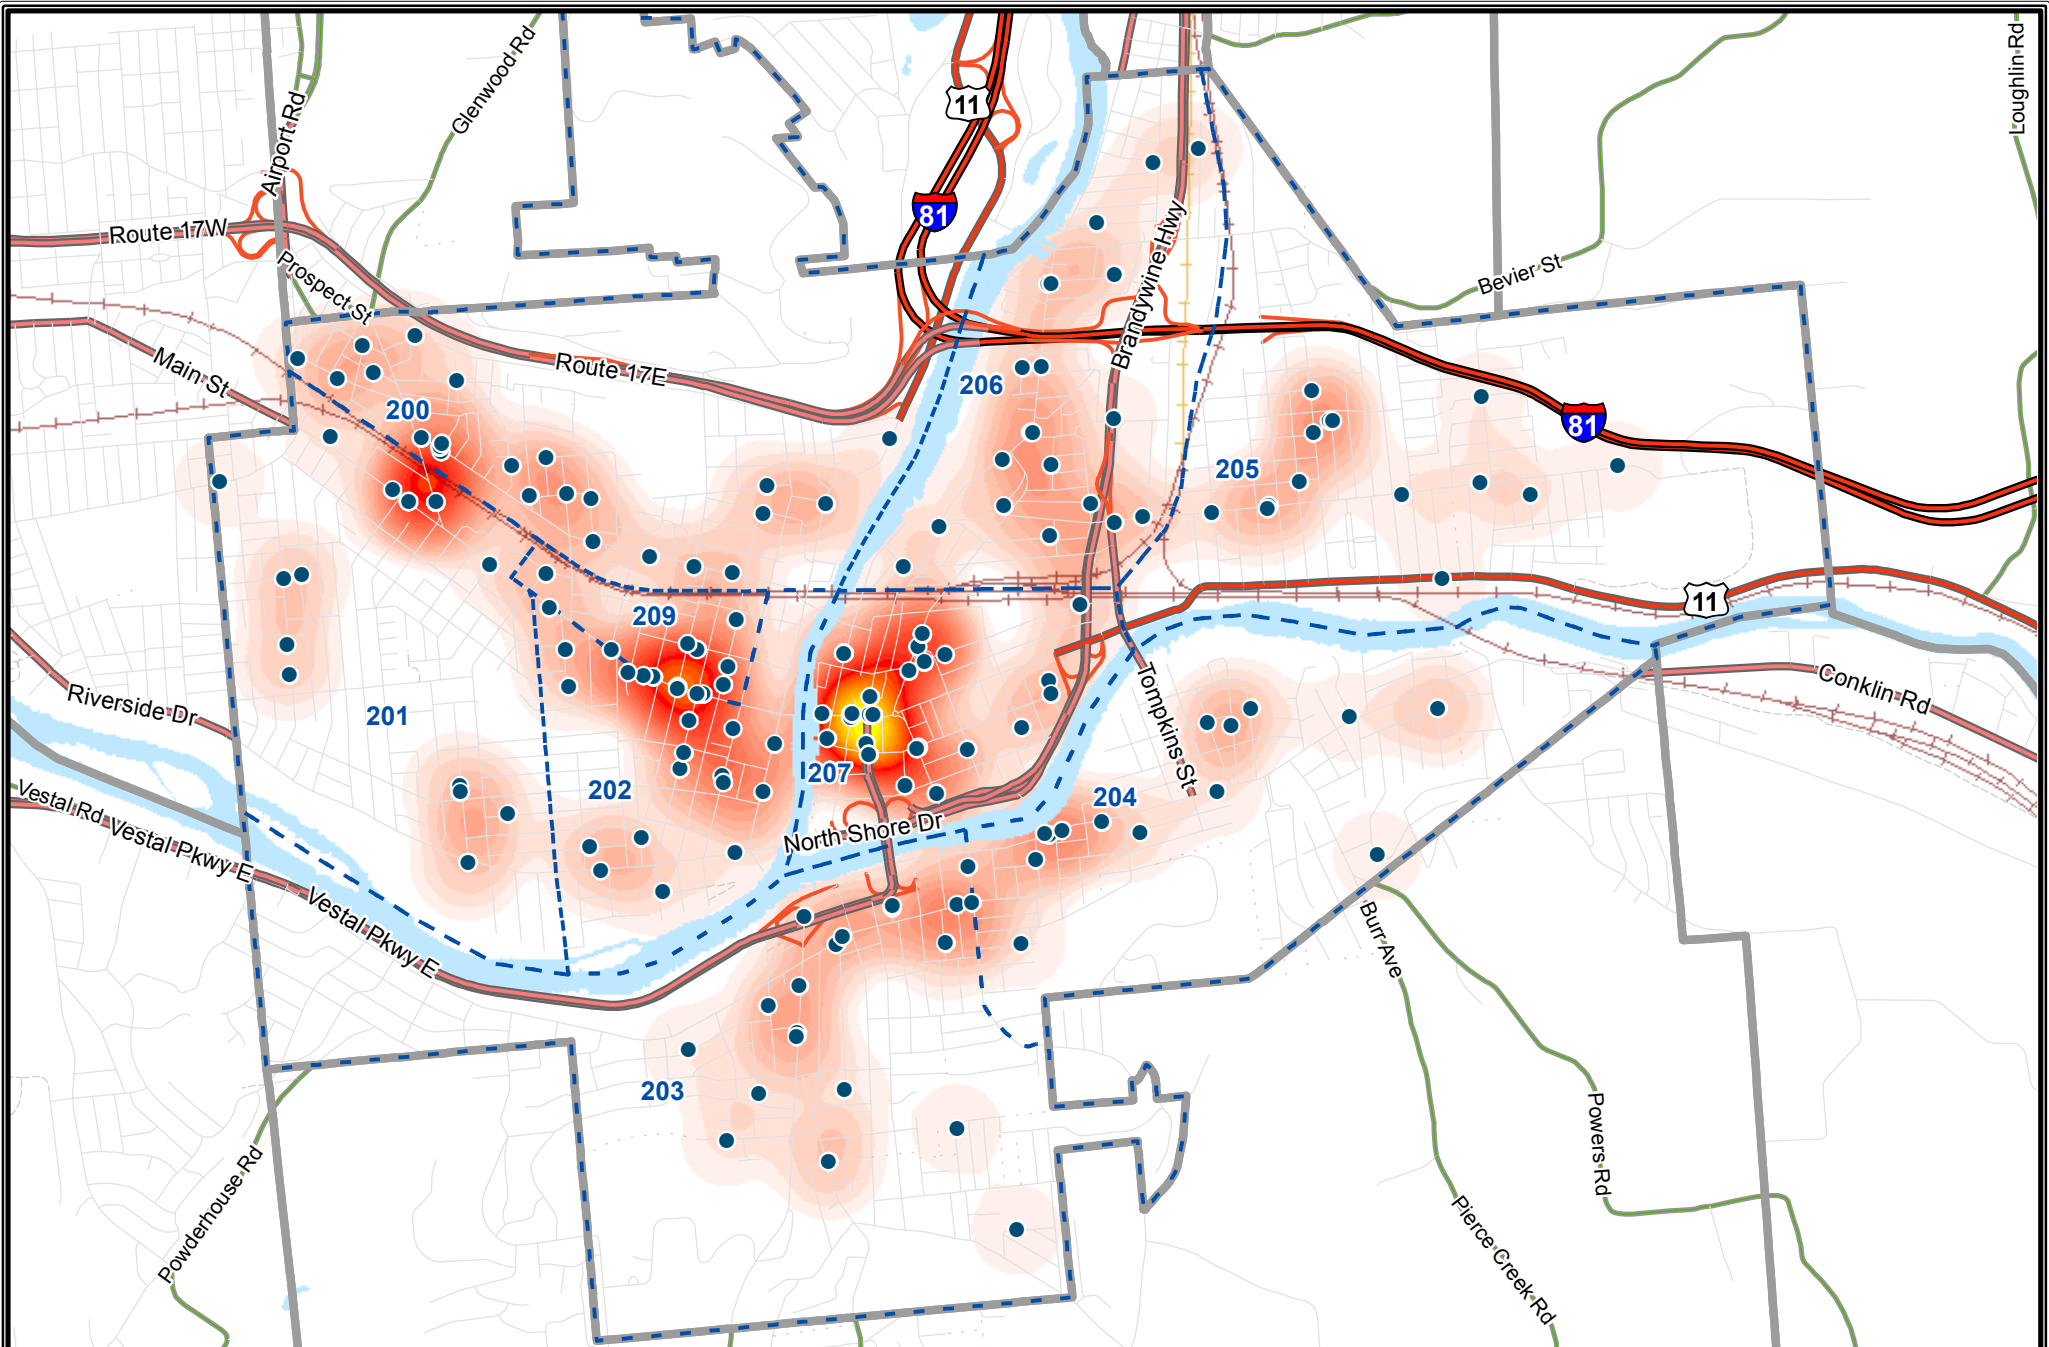 Glenwood Rd
Loughlin Rd
11
Airport Rd
81
Route 17W
Brandywine Hwy
Prospect St
Bevier St
Main St
Route 17E
206
200
81
205
11
209
Tompkins St
Conklin Rd
Riverside Dr
201
207
202
204
Vestal Rd
Vestal Pkwy E
North Shore Dr
Vestal Pkwy E
Burr Ave
203
Powers Rd
Powderhouse Rd
Pierce Creek Rd